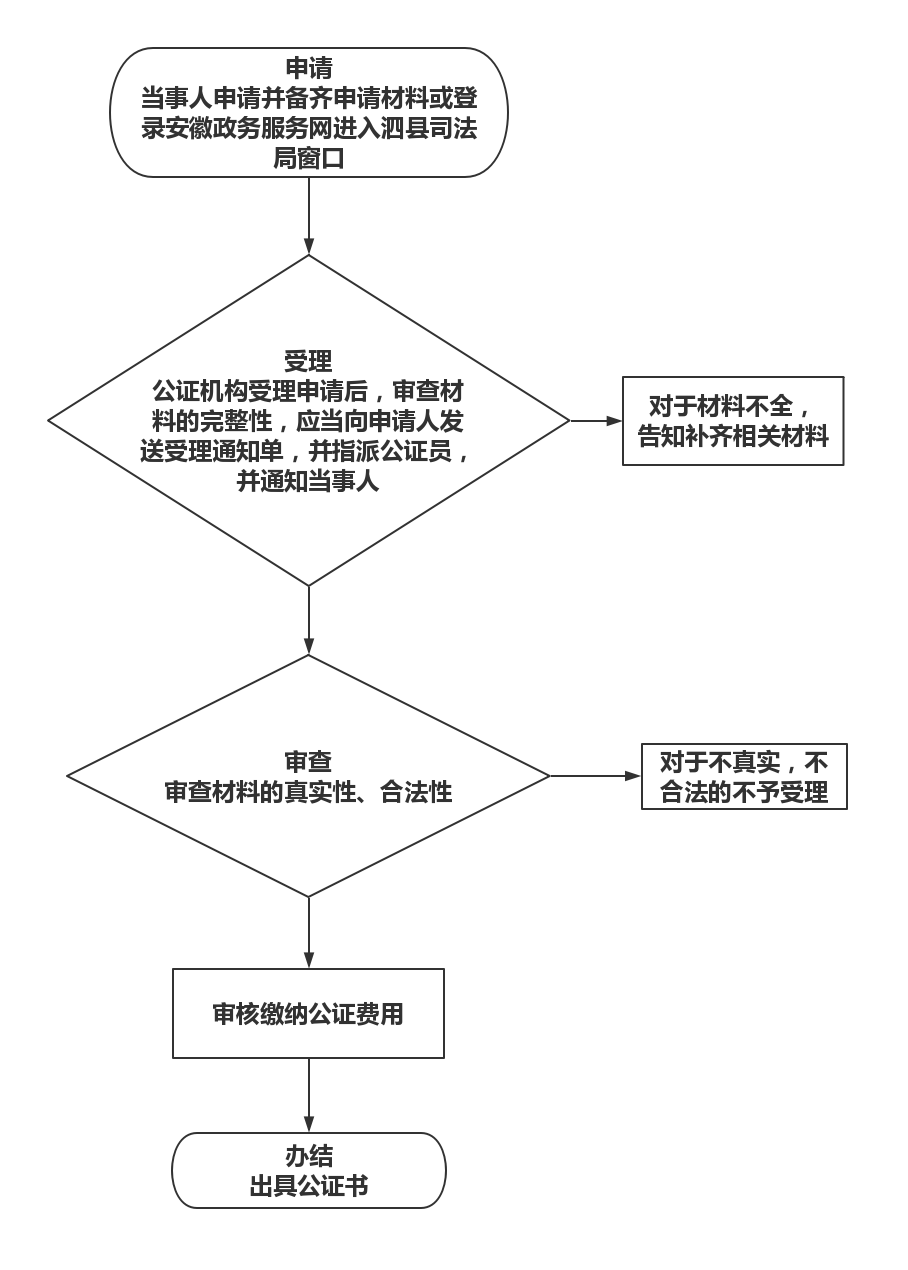 申请
当事人申请并备齐申请材料或登
录安徽政务服务网进入泗县司法
局窗口
受理
公证机构受理申请后，审查材
料的完整性，应当向申请人发
送受理通知单，并指派公证员，
并通知当事人
对于材料不全，
告知补齐相关材料
审查
审查材料的真实性、合法性
对于不真实，不
合法的不予受理
审核缴纳公证费用
办结
出具公证书